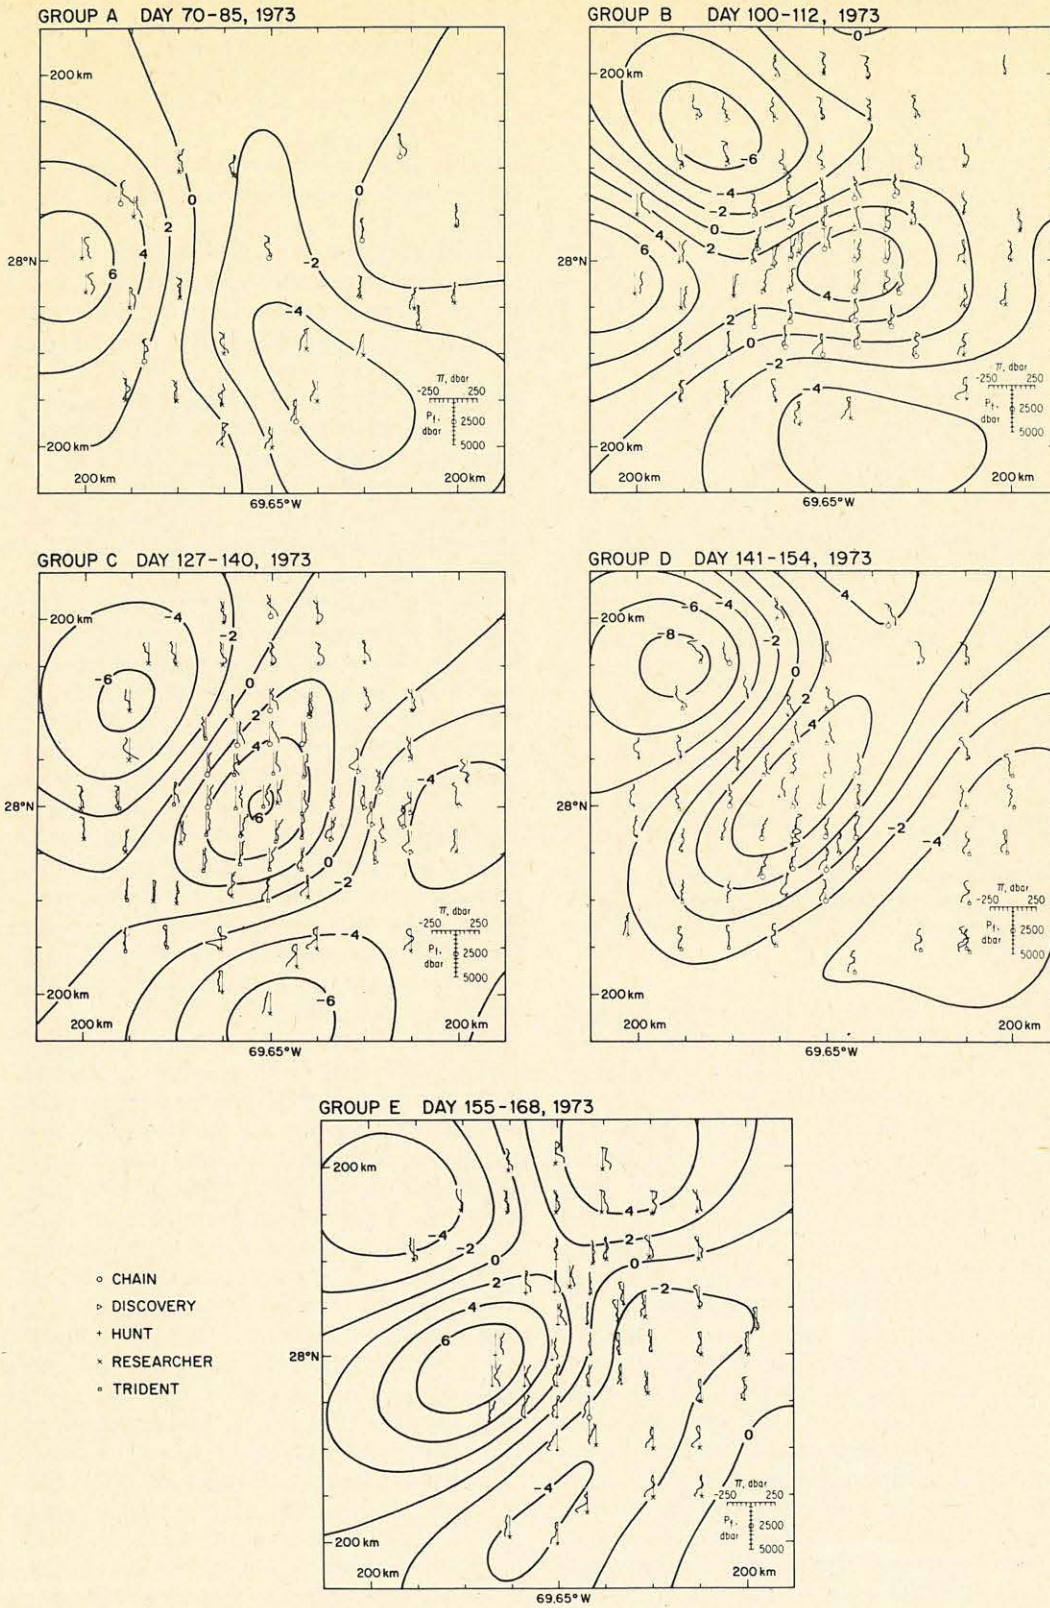 GROUP A DAY 70-85, 1973
200 km
0
0
2
-2
4
6
28°N
-4
π, dbar
-250 250
Pf, dbar
2500
5000
200 km
200 km
200 km
69.65°W
GROUP B DAY 100-112, 1973
0
200 km
-6
-4
-2
0
2
4
6
4
2
0
-2
-4
π, dbar
-250 250
Pf, dbar
2500
5000
200 km
200 km
200 km
69.65°W
GROUP C DAY 127-140, 1973
200 km
-4
-2
-6
0
2
4
-4
28°N
6
0
-2
-4
π, dbar
-250 250
Pf, dbar
2500
5000
200 km
-6
200 km
200 km
69.65°W
GROUP D DAY 141-154, 1973
4
200 km
-6
-4
-8
-2
0
2
4
28°N
-2
-4
π, dbar
-250 250
Pf, dbar
2500
5000
200 km
200 km
200 km
69.65°W
GROUP E DAY 155-168, 1973
200 km
4
-4
-2
2
0
0
2
-2
4
6
28°N
0
-4
π, dbar
-250 250
Pf, dbar
2500
5000
200 km
200 km
200 km
69.65°W
CHAIN
DISCOVERY
HUNT
RESEARCHER
TRIDENT